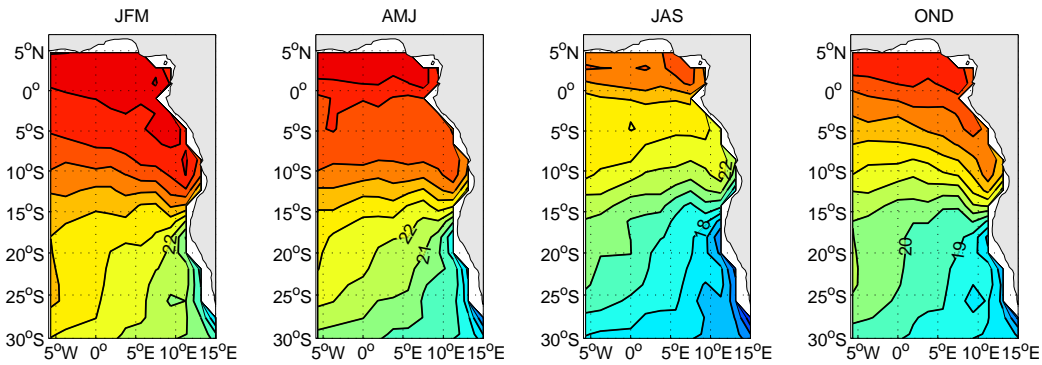 JFM AMJ JAS OND
5°N 5°N 5°N 5°N
0° 0° 0° 0°
5°S 5°S 5°S 5°S
10°S 10°S 10°S 10°S
22
15°S 15°S 15°S 15°S
22 22 21 18 20 19
20°S 20°S 20°S 20°S
25°S 25°S 25°S 25°S
30°S 30°S 30°S 30°S
5°W 0° 5°E 10°E 15°E 5°W 0° 5°E 10°E 15°E 5°W 0° 5°E 10°E 15°E 5°W 0° 5°E 10°E 15°E